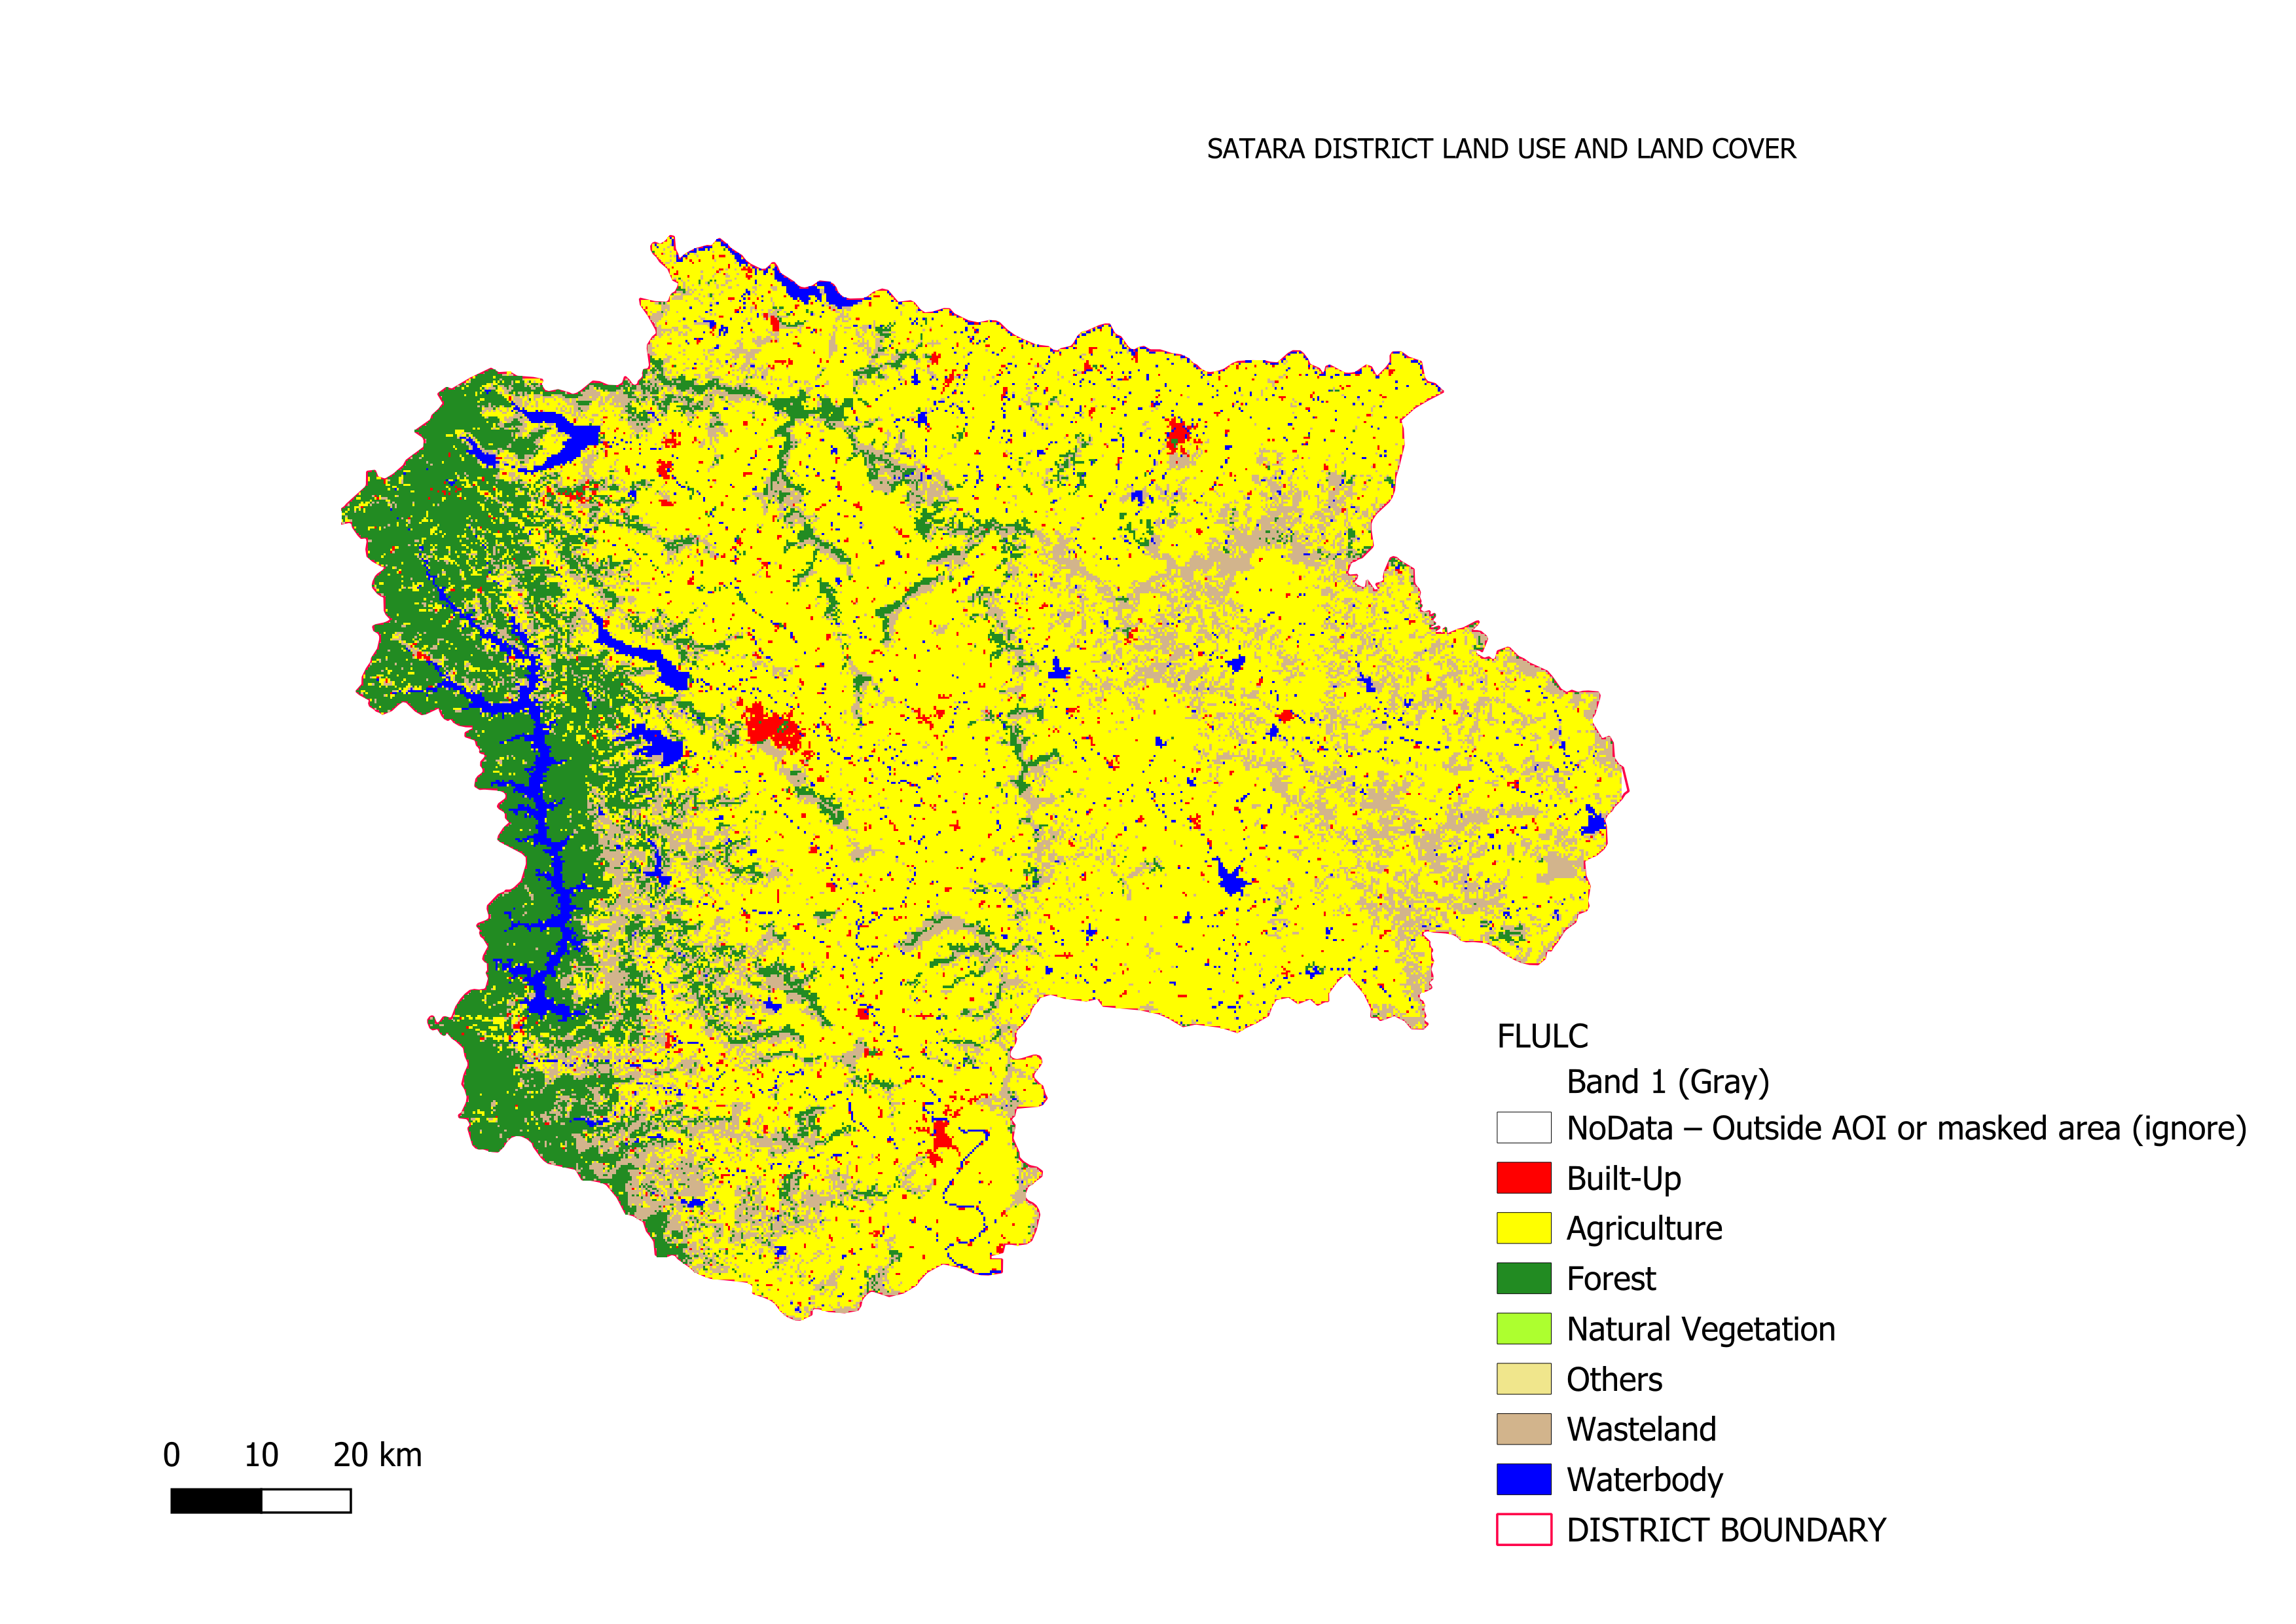 SATARA DISTRICT LAND USE AND LAND COVER
FLULC
Band 1 (Gray)
NoData – Outside AOI or masked area (ignore)
Built-Up
Agriculture
Forest
Natural Vegetation
Others
Wasteland
Waterbody
DISTRICT BOUNDARY
0 10 20 km